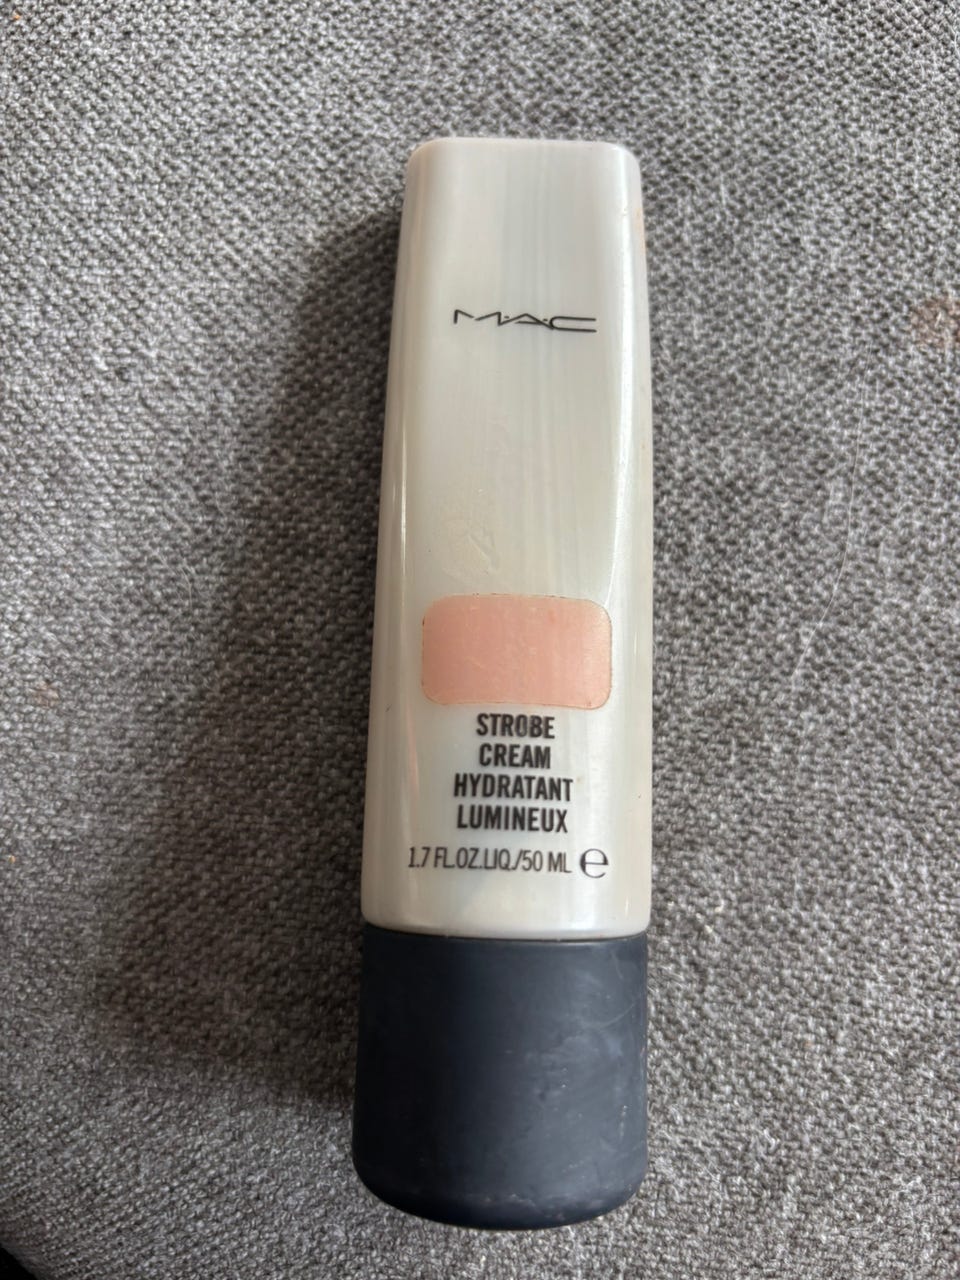 M·A·C
STROBE
CREAM
HYDRATANT
LUMINEUX
1.7 FL.OZ.LIQ./50 ML ℮